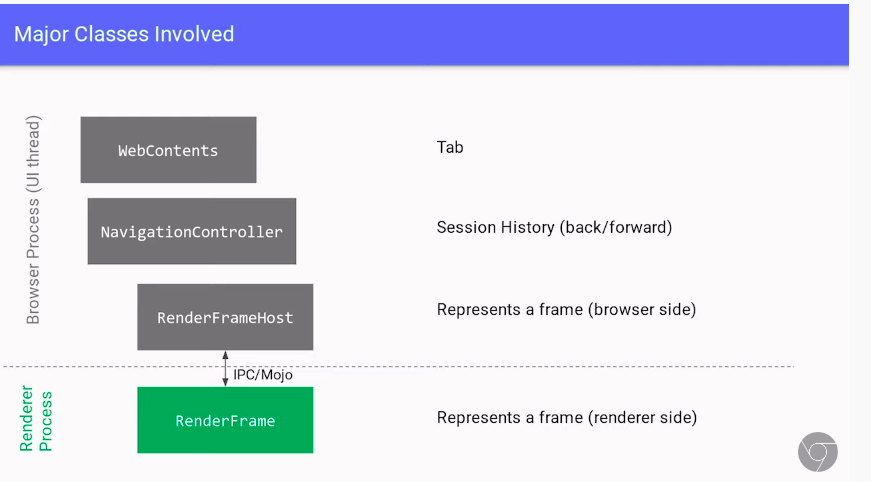 Major Classes Involved
Browser Process (UI thread)
WebContents
Tab
NavigationController
Session History (back/forward)
RenderFrameHost
Represents a frame (browser side)
IPC/Mojo
Renderer
Process
RenderFrame
Represents a frame (renderer side)